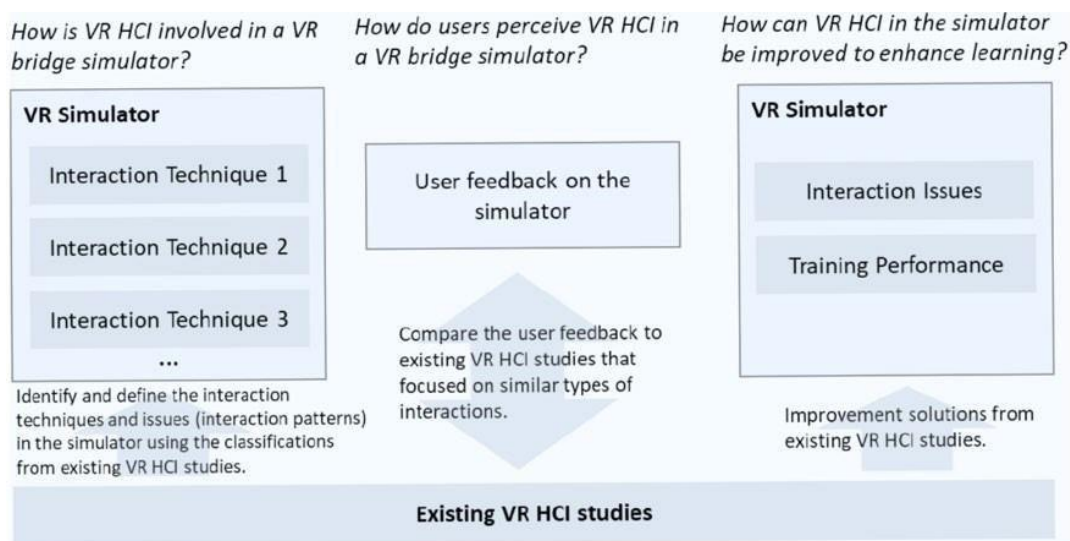 How is VR HCI involved in a VR
bridge simulator?
VR Simulator
Interaction Technique 1
Interaction Technique 2
Interaction Technique 3
...
Identify and define the interaction
techniques and issues (interaction patterns)
in the simulator using the classifications
from existing VR HCI studies.
How do users perceive VR HCI in
a VR bridge simulator?
User feedback on the
simulator
Compare the user feedback to
existing VR HCI studies that
focused on similar types of
interactions.
How can VR HCI in the simulator
be improved to enhance learning?
VR Simulator
Interaction Issues
Training Performance
Improvement solutions from
existing VR HCI studies.
Existing VR HCI studies